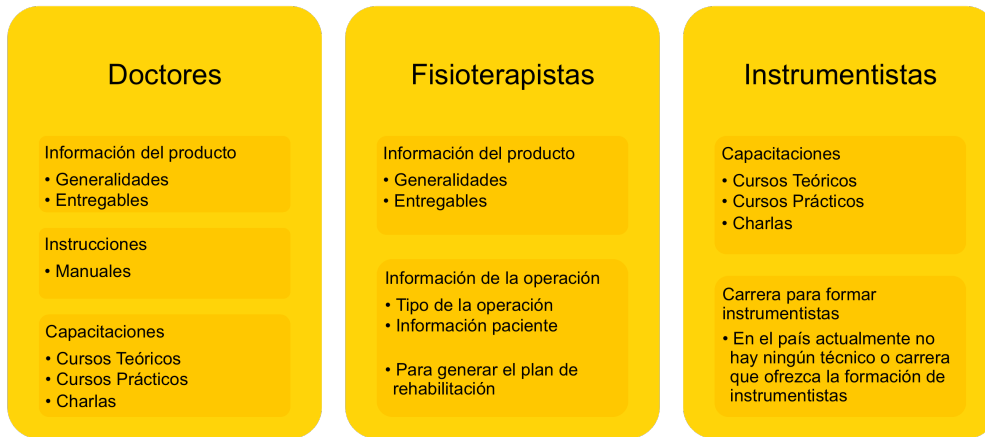 Doctores
Información del producto
• Generalidades
• Entregables
Instrucciones
• Manuales
Capacitaciones
• Cursos Teóricos
• Cursos Prácticos
• Charlas
Fisioterapistas
Información del producto
• Generalidades
• Entregables
Información de la operación
• Tipo de la operación
• Información paciente
• Para generar el plan de
rehabilitación
Instrumentistas
Capacitaciones
• Cursos Teóricos
• Cursos Prácticos
• Charlas
Carrera para formar
instrumentistas
• En el país actualmente no
hay ningún técnico o carrera
que ofrezca la formación de
instrumentistas